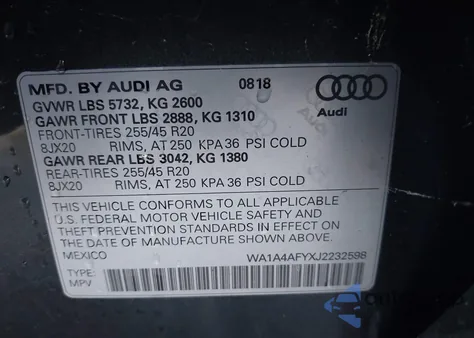 MFD. BY AUDI AG 0818
GVWR LBS 5732, KG 2600
GAWR FRONT LBS 2888, KG 1310
FRONT-TIRES 255/45 R20
8JX20 RIMS, AT 250 KPA 36 PSI COLD
GAWR REAR LBS 3042, KG 1380
REAR-TIRES 255/45 R20
8JX20 RIMS, AT 250 KPA 36 PSI COLD
Audi
THIS VEHICLE CONFORMS TO ALL APPLICABLE
U.S. FEDERAL MOTOR VEHICLE SAFETY AND
THEFT PREVENTION STANDARDS IN EFFECT ON
THE DATE OF MANUFACTURE SHOWN ABOVE.
MEXICO WA1A4AFYXJ2232598
TYPE:
MPV